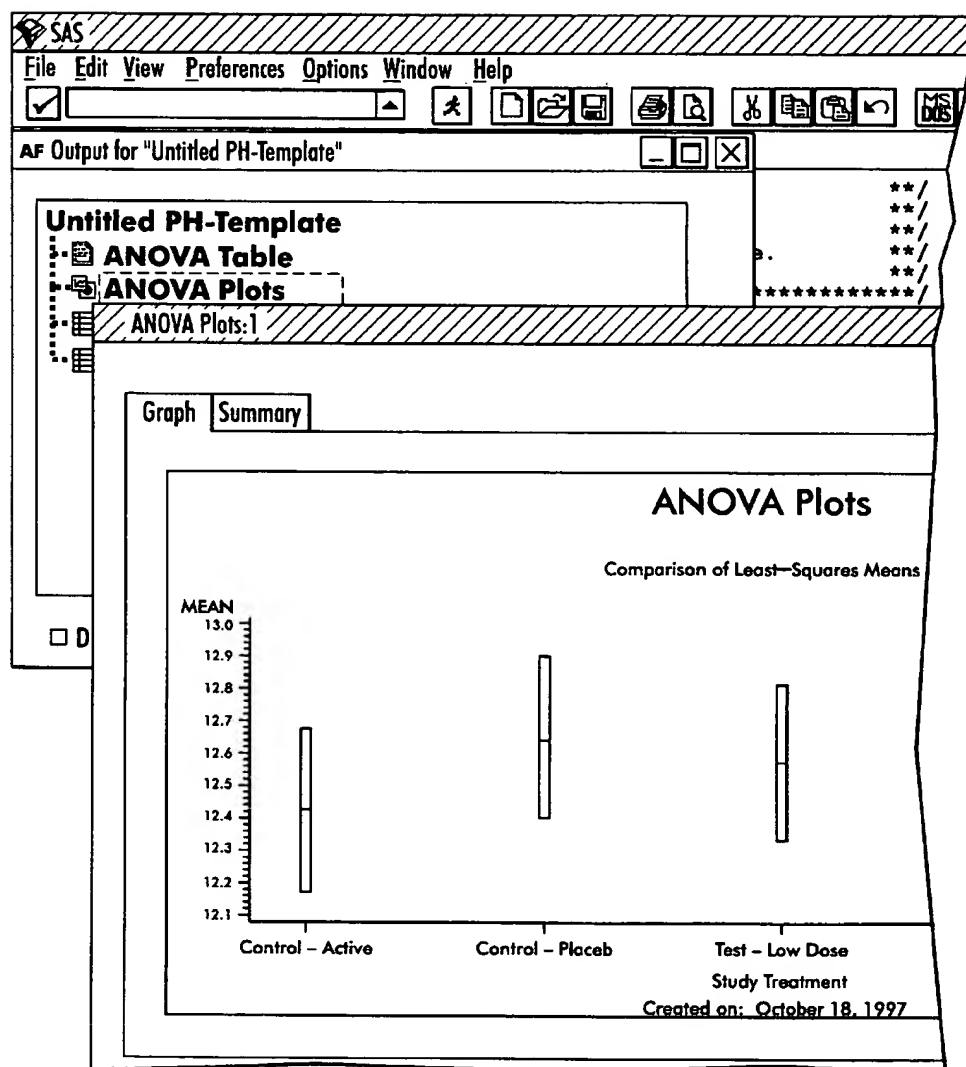 SAS
File Edit View Preferences Options Window Help
MS DOS
AF Output for "Untitled PH-Template"
**/
**/
**/
e. **/
**/
************/
Untitled PH-Template
ANOVA Table
ANOVA Plots
ANOVA Plots:1
D
Graph Summary
ANOVA Plots
Comparison of Least-Squares Means
MEAN
13.0
12.9
12.8
12.7
12.6
12.5
12.4
12.3
12.2
12.1
Control - Active Control - Placeb Test - Low Dose
Study Treatment
Created on: October 18, 1997